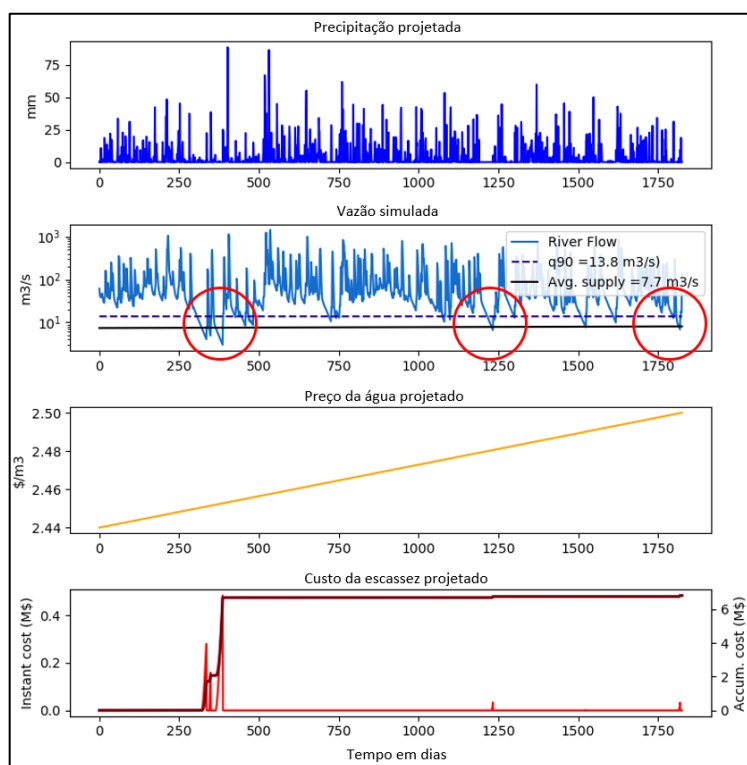 Precipitação projetada
75
50
25
0
mm
0 250 500 750 1000 1250 1500 1750
Vazão simulada
10³
10²
10¹
m3/s
River Flow
q90 =13.8 m3/s)
Avg. supply =7.7 m3/s
0 250 500 750 1000 1250 1500 1750
Preço da água projetado
2.50
2.48
2.46
2.44
$/m3
0 250 500 750 1000 1250 1500 1750
Custo da escassez projetado
0.4
0.2
0.0
Instant cost (M$)
6
4
2
0
Accum. cost (M$)
0 250 500 750 1000 1250 1500 1750
Tempo em dias